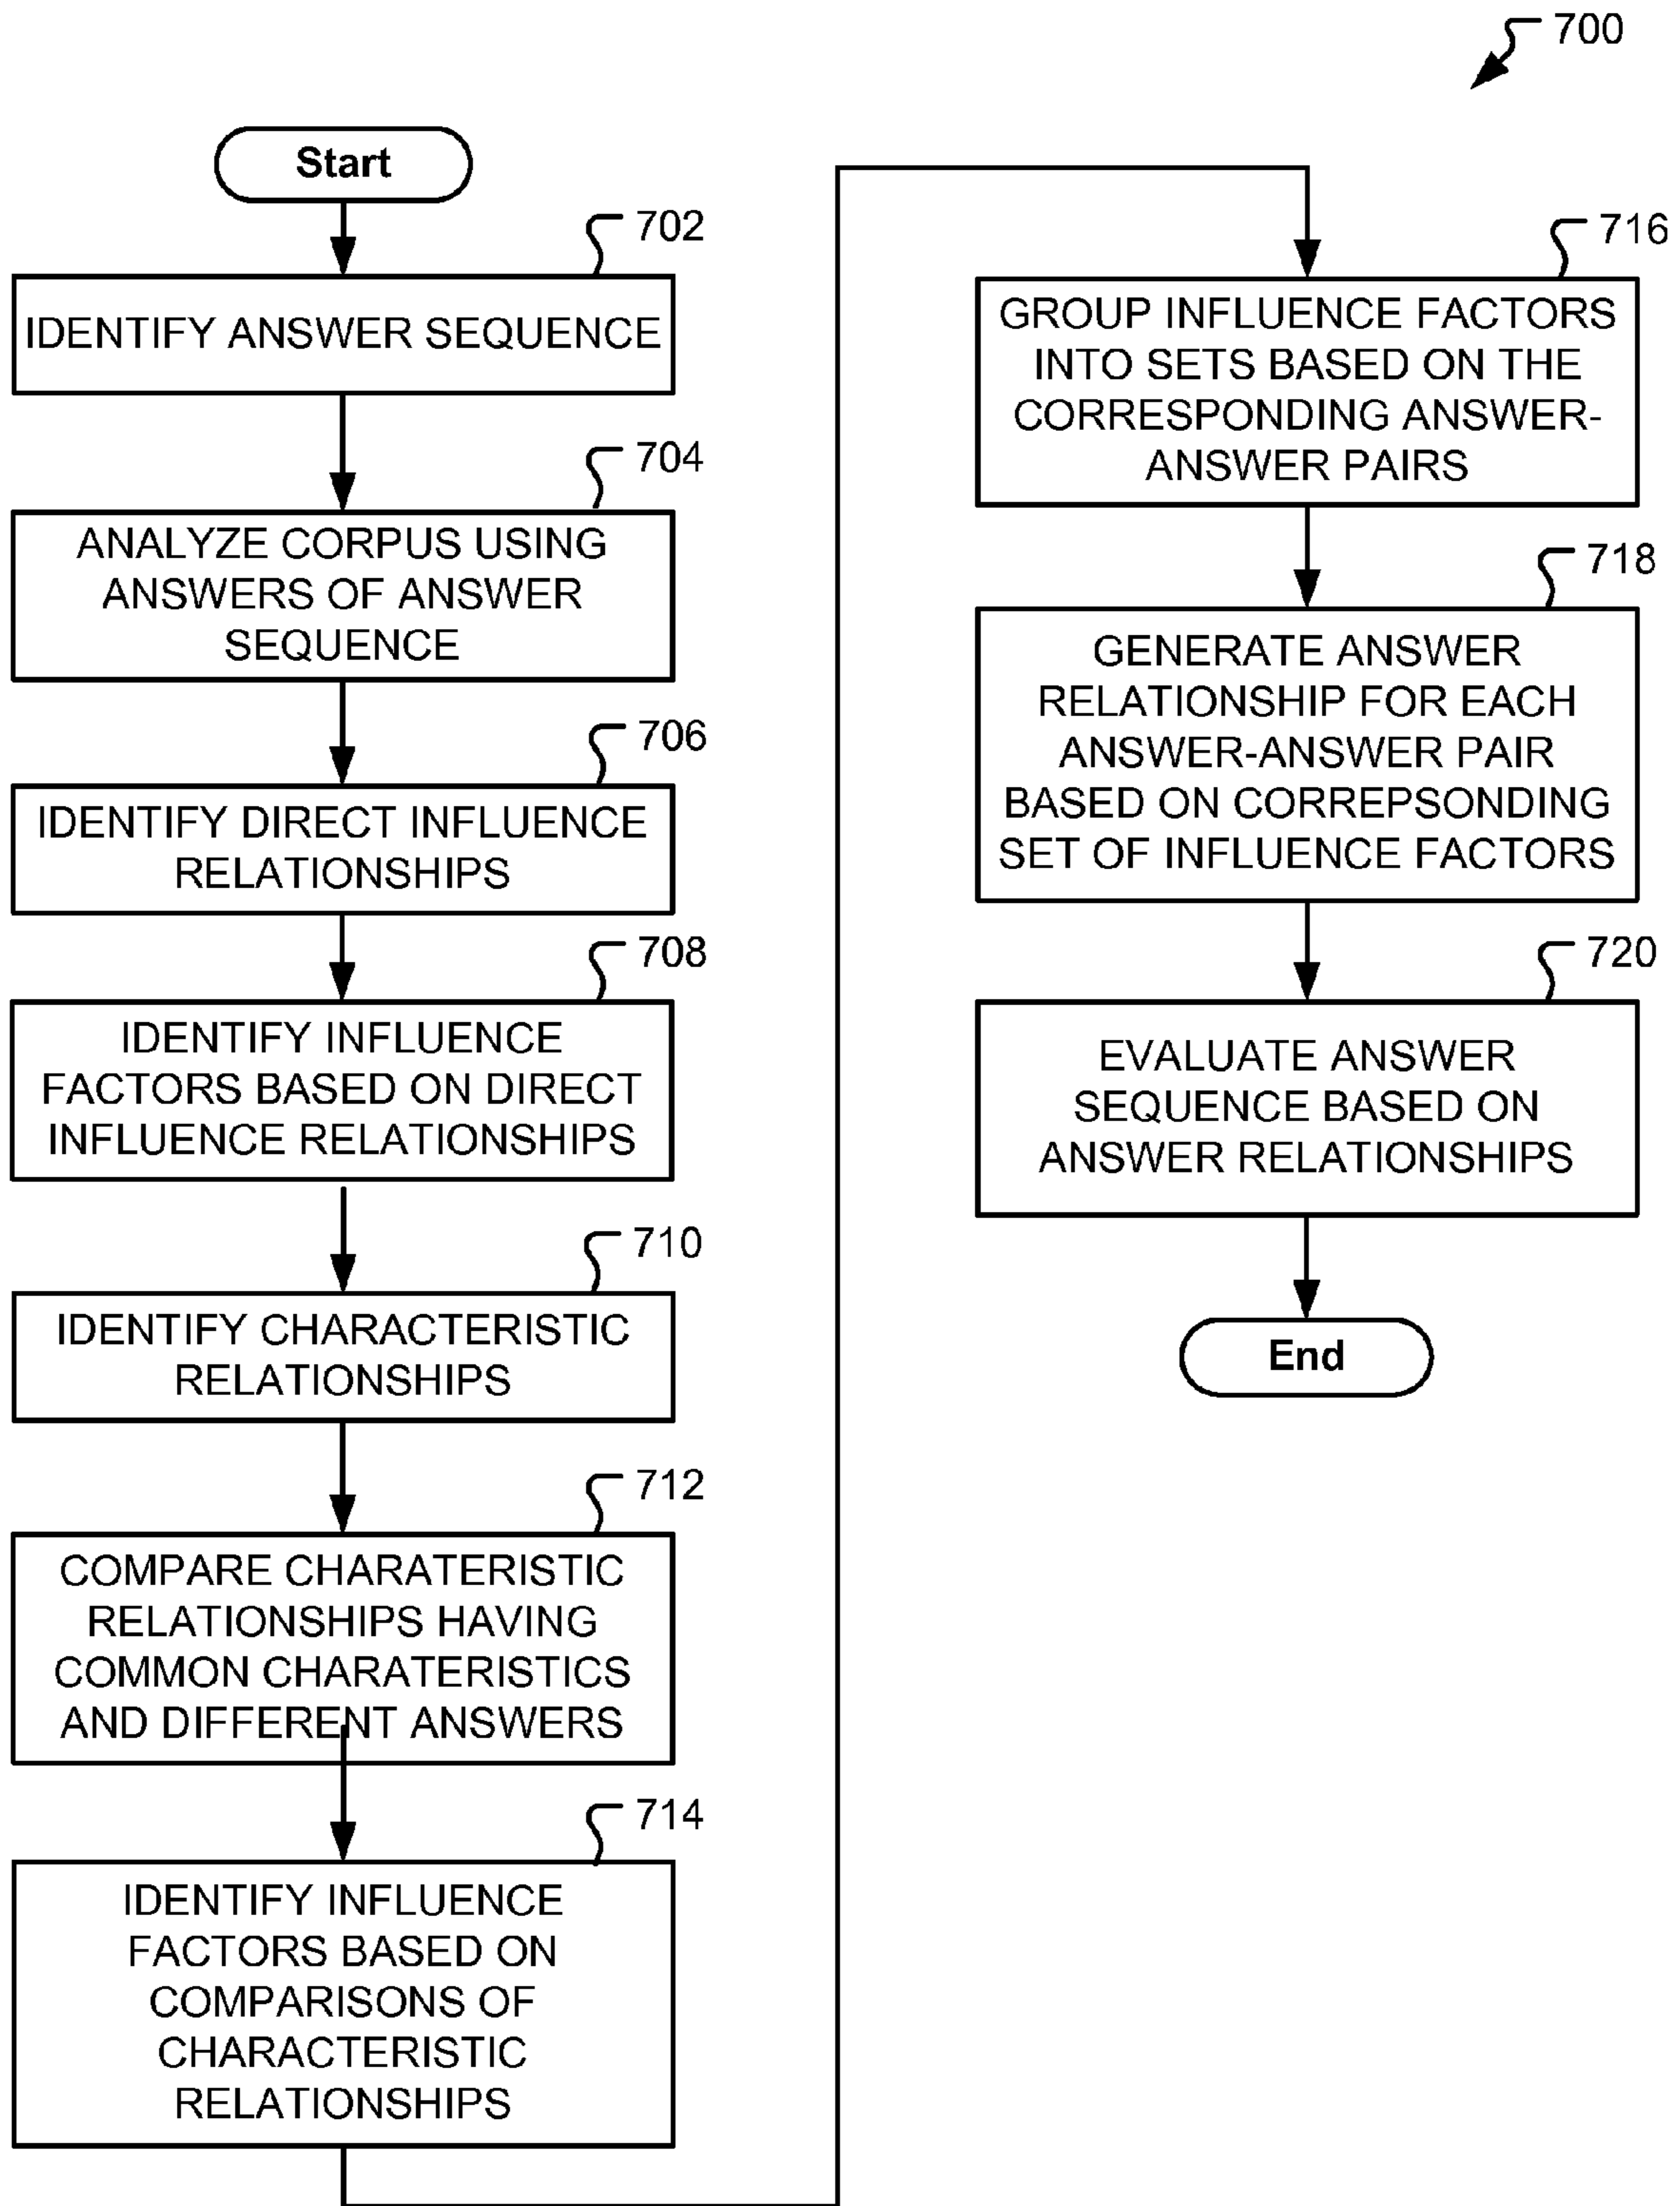 700
Start
702
IDENTIFY ANSWER SEQUENCE
704
ANALYZE CORPUS USING
ANSWERS OF ANSWER
SEQUENCE
706
IDENTIFY DIRECT INFLUENCE
RELATIONSHIPS
708
IDENTIFY INFLUENCE
FACTORS BASED ON DIRECT
INFLUENCE RELATIONSHIPS
710
IDENTIFY CHARACTERISTIC
RELATIONSHIPS
712
COMPARE CHARATERISTIC
RELATIONSHIPS HAVING
COMMON CHARATERISTICS
AND DIFFERENT ANSWERS
714
IDENTIFY INFLUENCE
FACTORS BASED ON
COMPARISONS OF
CHARACTERISTIC
RELATIONSHIPS
716
GROUP INFLUENCE FACTORS
INTO SETS BASED ON THE
CORRESPONDING ANSWER-
ANSWER PAIRS
718
GENERATE ANSWER
RELATIONSHIP FOR EACH
ANSWER-ANSWER PAIR
BASED ON CORREPSONDING
SET OF INFLUENCE FACTORS
720
EVALUATE ANSWER
SEQUENCE BASED ON
ANSWER RELATIONSHIPS
End